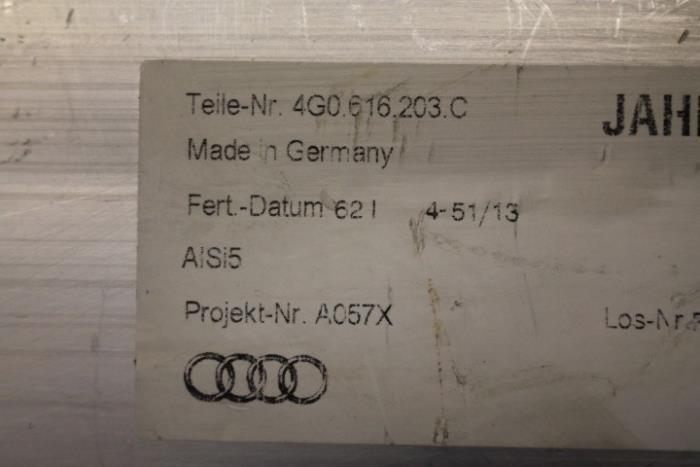 Teile-Nr. 4G0.616.203.C
JAH
Made in Germany
Fert.-Datum 62 I 4-51/13
AlSi5
Projekt-Nr. A057X
Los-Nr.